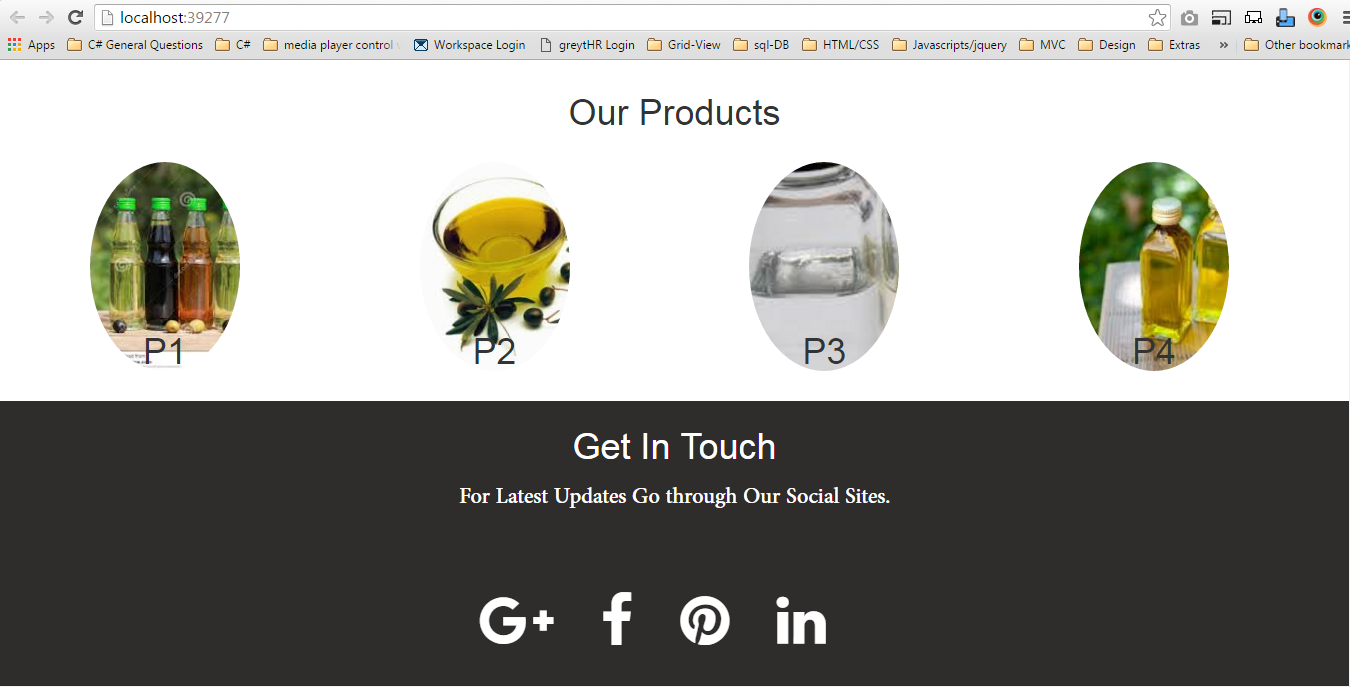 localhost:39277
Apps C# General Questions C# media player control Workspace Login greytHR Login Grid-View sql-DB HTML/CSS Javascripts/jquery MVC Design Extras » Other bookmark
Our Products
P1 P2 P3 P4
Get In Touch
For Latest Updates Go through Our Social Sites.
G+ f in